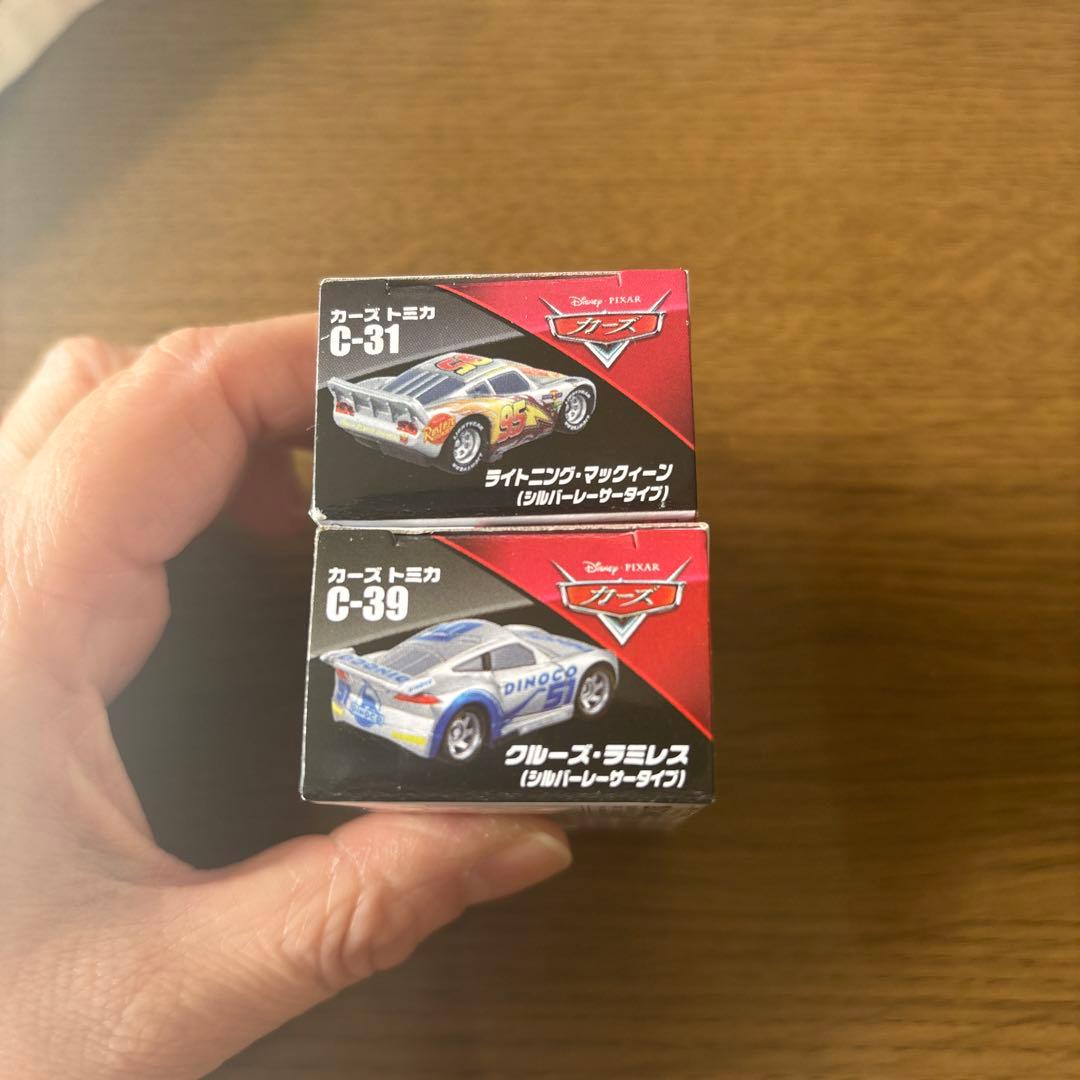 カーズ トミカ
C-31
Disney・PIXAR
カーズ
95
ライトニング・マックィーン
(シルバーレーサータイプ)
カーズ トミカ
C-39
Disney・PIXAR
カーズ
DINOCO
51
DINOCO
クルーズ・ラミレス
(シルバーレーサータイプ)